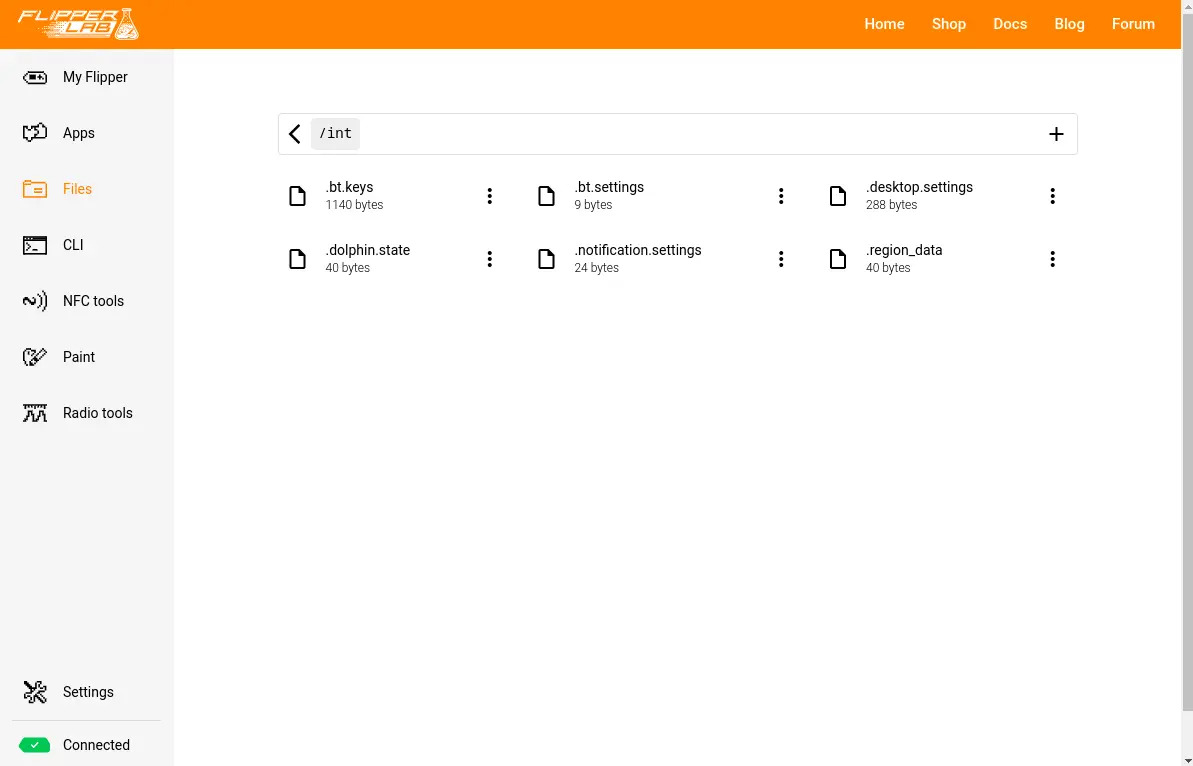 FLIPPER
LAB
Home
Shop
Docs
Blog
Forum
My Flipper
Apps
Files
CLI
NFC tools
Paint
Radio tools
Settings
Connected
/int
.bt.keys
1140 bytes
.bt.settings
9 bytes
.desktop.settings
288 bytes
.dolphin.state
40 bytes
.notification.settings
24 bytes
.region_data
40 bytes